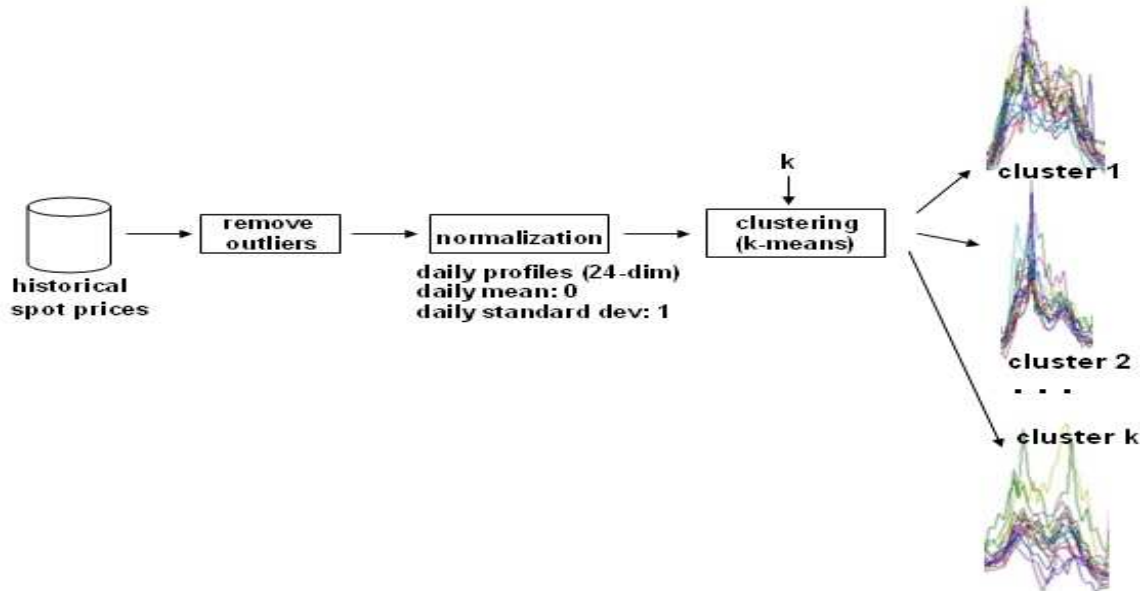 historical
spot prices
remove
outliers
normalization
daily profiles (24-dim)
daily mean: 0
daily standard dev: 1
k
clustering
(k-means)
cluster 1
cluster 2
. . .
cluster k